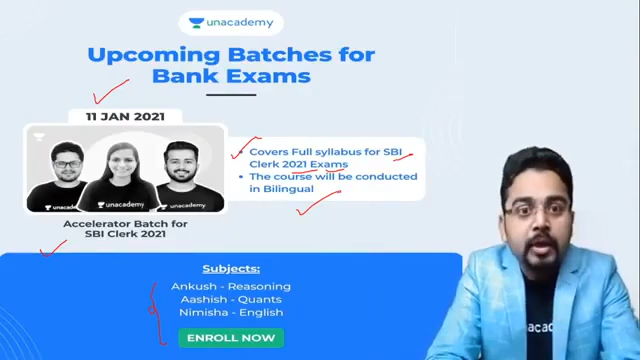 unacademy
Upcoming Batches for
Bank Exams
11 JAN 2021
• Covers Full syllabus for SBI
Clerk 2021 Exams
• The course will be conducted
in Bilingual
unacademy
unacademy
Accelerator Batch for
SBI Clerk 2021
Subjects:
Ankush - Reasoning
Aashish - Quants
Nimisha - English
ENROLL NOW